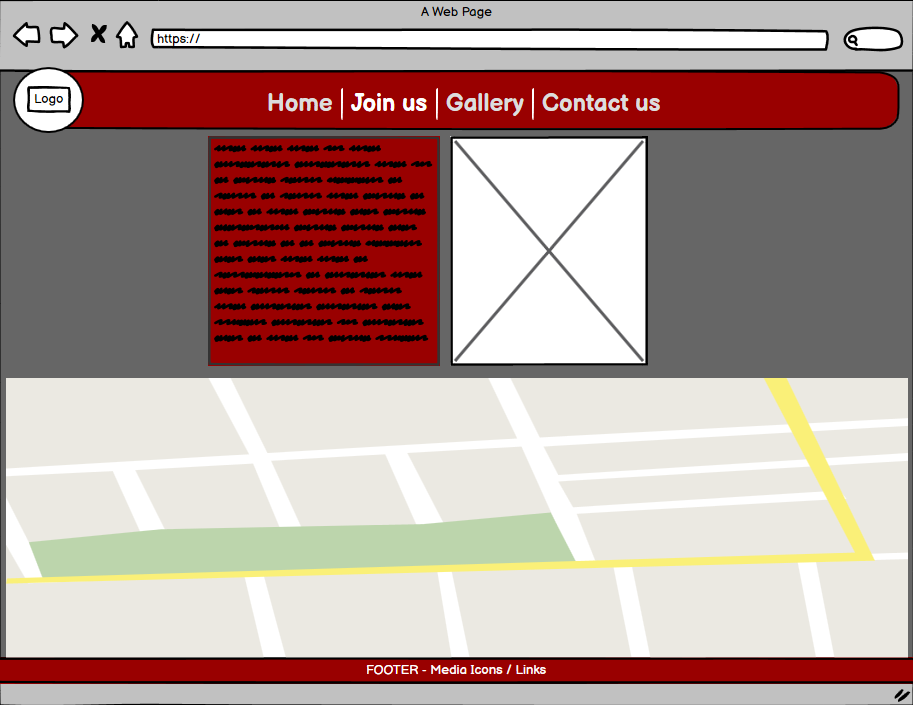 A Web Page
https://
Logo
Home Join us Gallery Contact us
FOOTER - Media Icons / Links